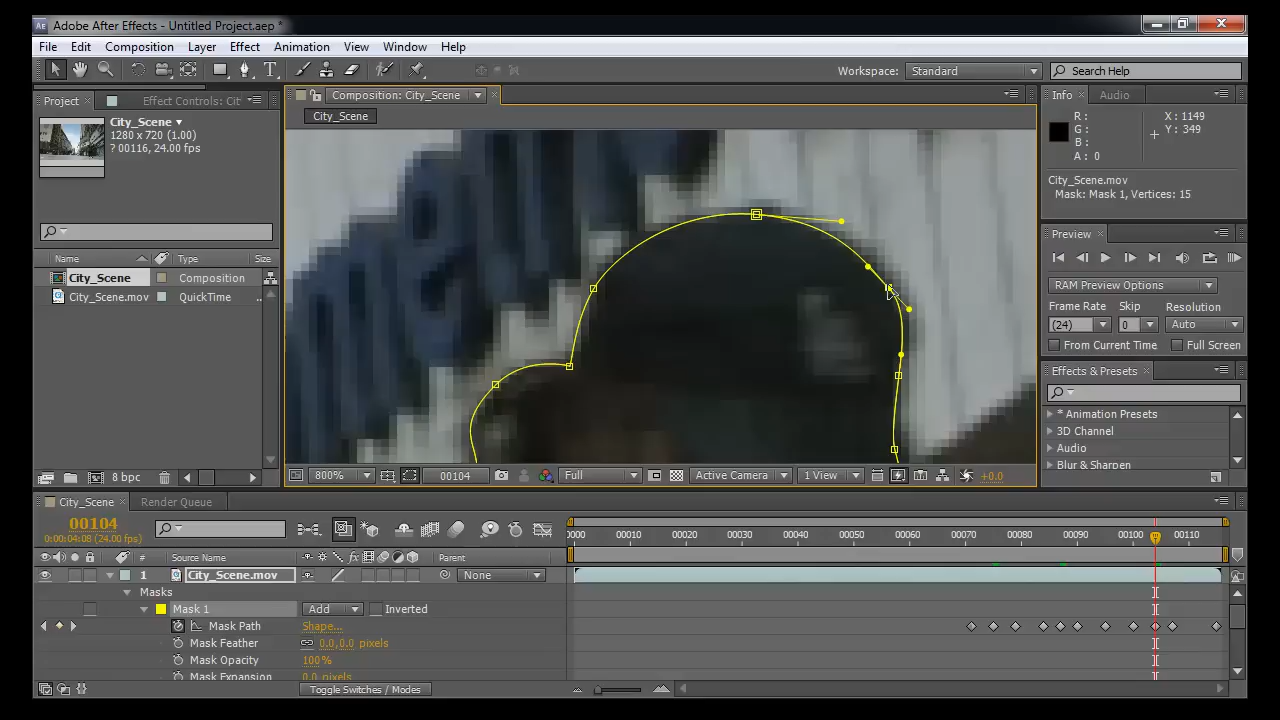 Ae Adobe After Effects - Untitled Project.aep *
File Edit Composition Layer Effect Animation View Window Help
T Workspace: Standard Search Help
Project Effect Controls: Cit Composition: City_Scene Info Audio
City_Scene
City_Scene
1280 x 720 (1.00)
? 00116, 24.00 fps
R :
G :
B :
A : 0
X : 1149
Y : 349
City_Scene.mov
Mask: Mask 1, Vertices: 15
Preview
RAM Preview Options
Frame Rate Skip Resolution
(24) 0 Auto
From Current Time Full Screen
Effects & Presets
* Animation Presets
3D Channel
Audio
Blur & Sharpen
Name Type Size
City_Scene Composition
City_Scene.mov QuickTime ..
8 bpc
800% 00104 Full Active Camera 1 View +0.0
City_Scene Render Queue
00104
0:00:04:08 (24.00 fps)
0000 00010 00020 00030 00040 00050 00060 00070 00080 00090 00100 00110
# Source Name fx Parent
1 City_Scene.mov None
Masks
Mask 1 Add Inverted
Mask Path Shape...
Mask Feather 0.0,0.0 pixels
Mask Opacity 100%
Mask Expansion 0.0 pixels
Toggle Switches / Modes